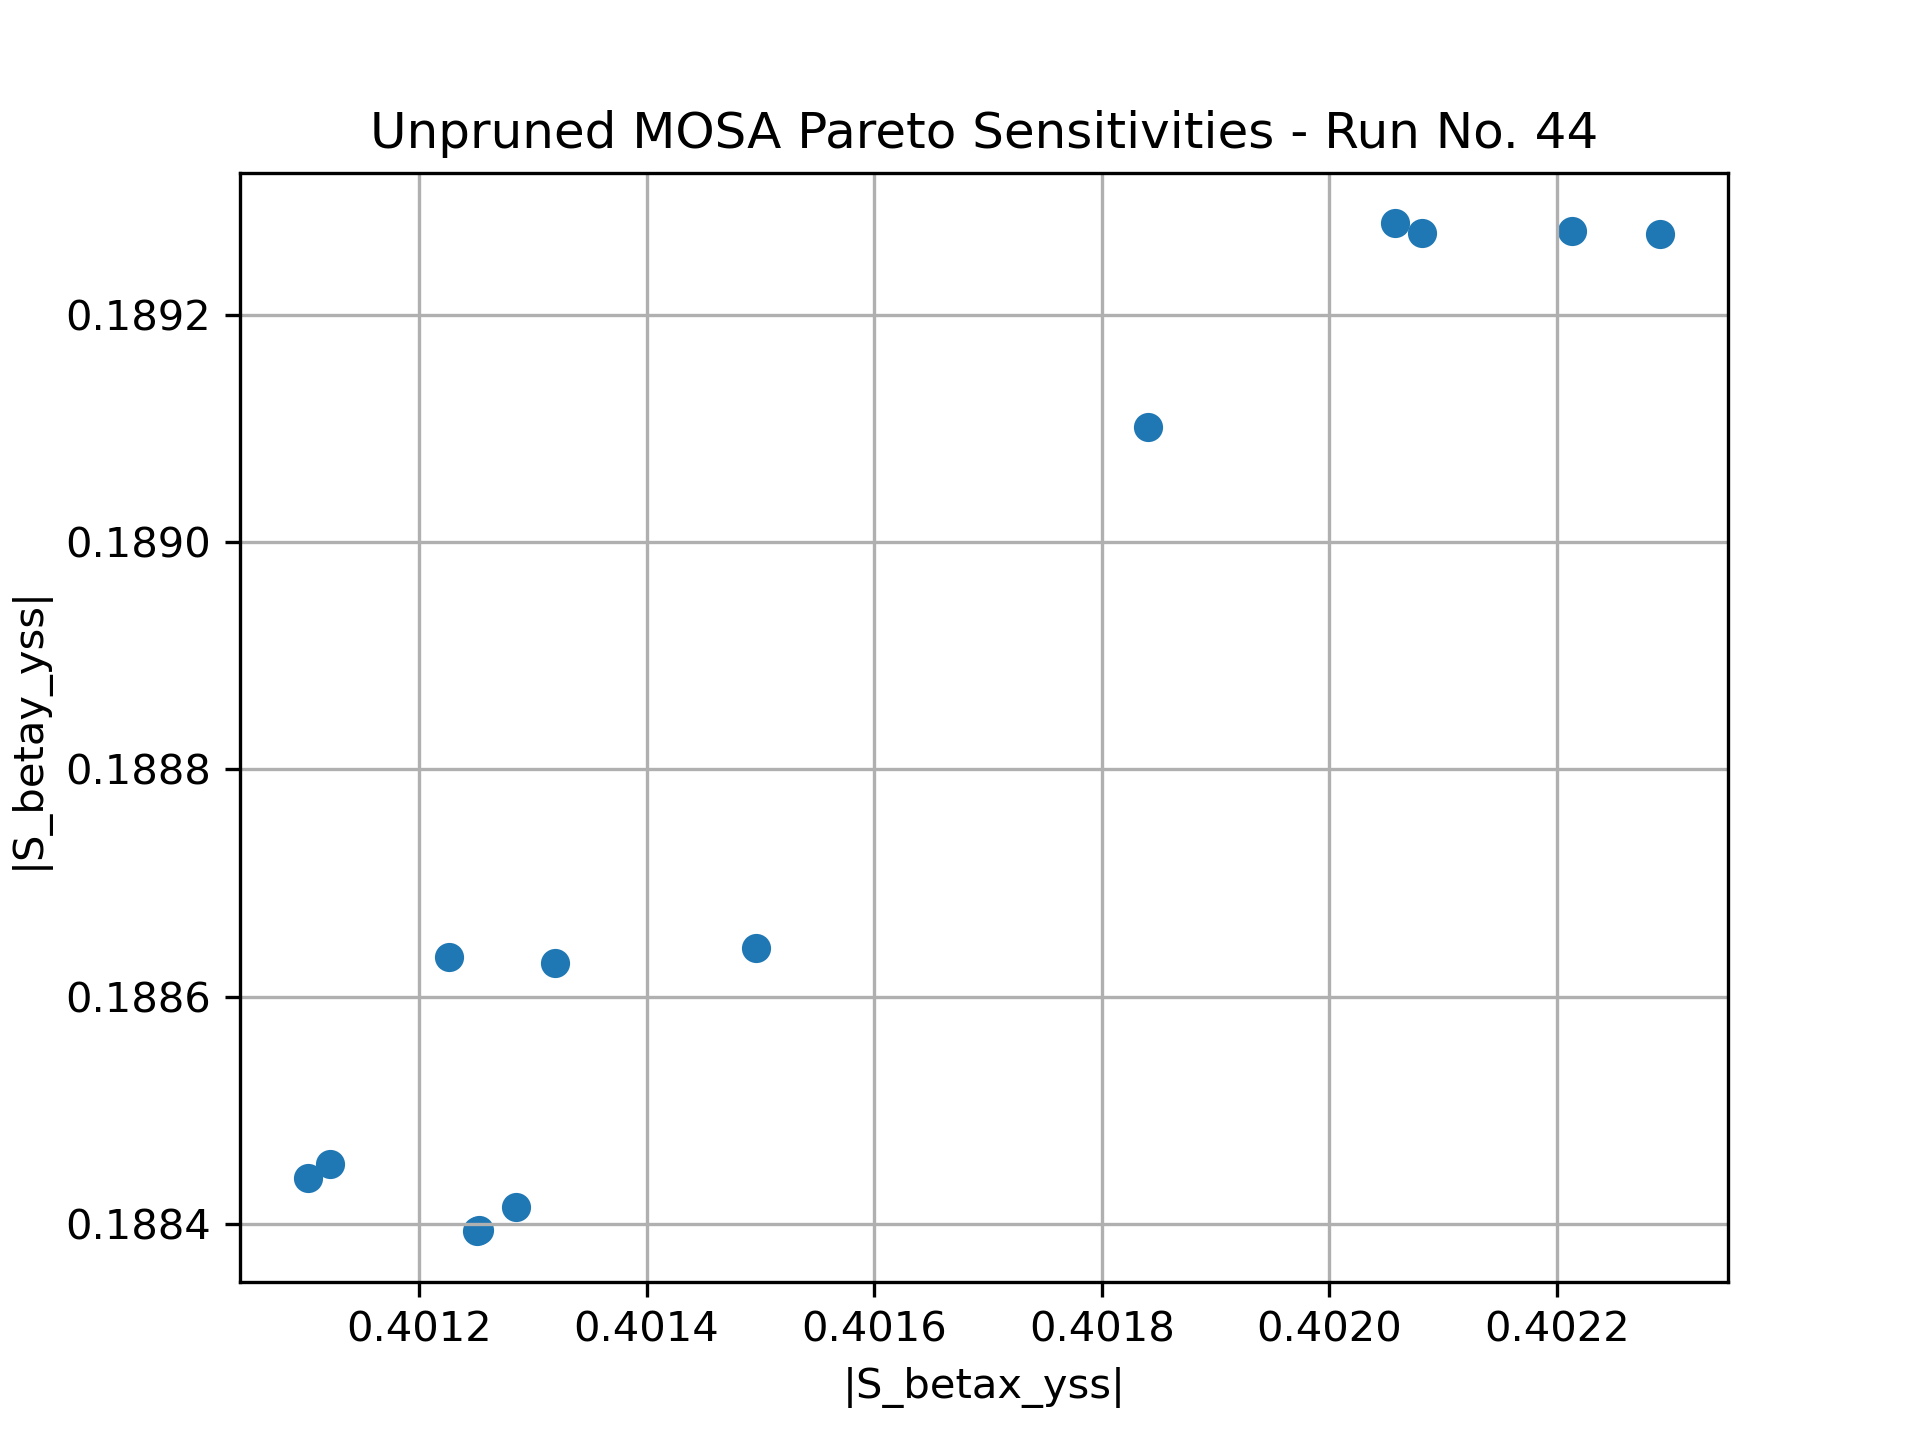 Unpruned MOSA Pareto Sensitivities - Run No. 44
0.1892
0.1890
0.1888
0.1886
0.1884
|S_betay_yss|
0.4012 0.4014 0.4016 0.4018 0.4020 0.4022
|S_betax_yss|